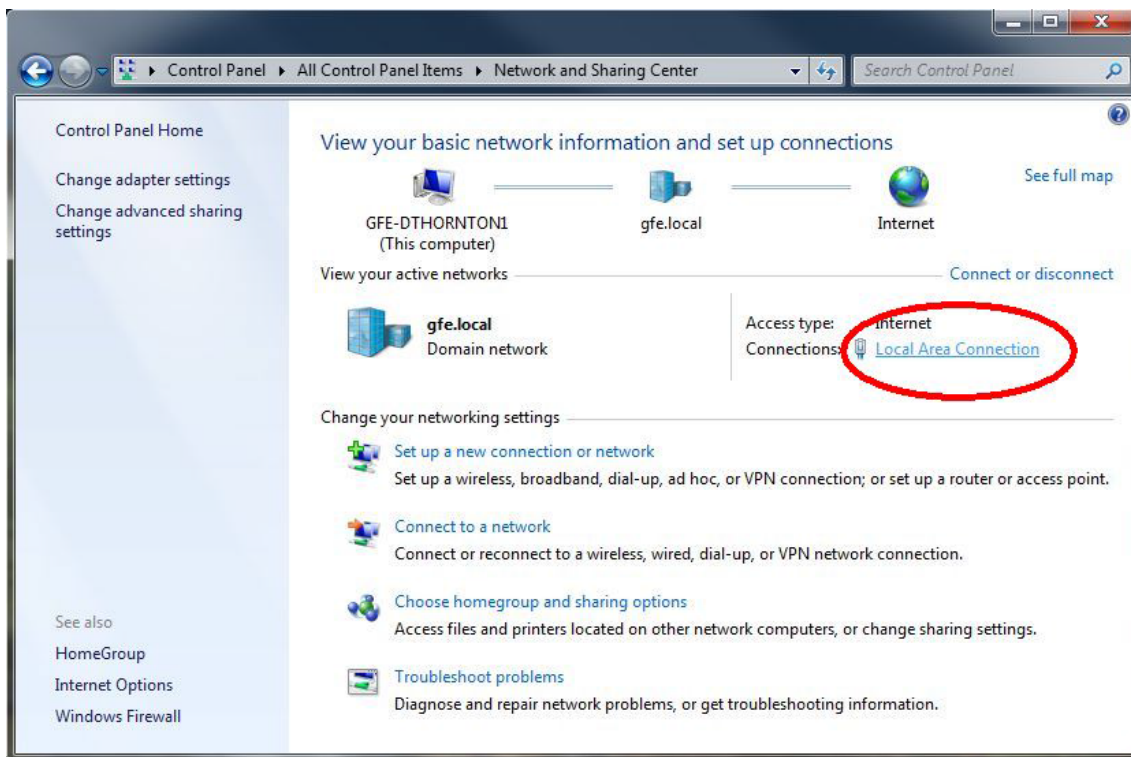 Control Panel All Control Panel Items Network and Sharing Center
Search Control Panel
Control Panel Home
Change adapter settings
Change advanced sharing
settings
See also
HomeGroup
Internet Options
Windows Firewall
View your basic network information and set up connections
See full map
GFE-DTHORNTON1
(This computer)
gfe.local
Internet
View your active networks
Connect or disconnect
gfe.local
Domain network
Access type: Internet
Connections: Local Area Connection
Change your networking settings
Set up a new connection or network
Set up a wireless, broadband, dial-up, ad hoc, or VPN connection; or set up a router or access point.
Connect to a network
Connect or reconnect to a wireless, wired, dial-up, or VPN network connection.
Choose homegroup and sharing options
Access files and printers located on other network computers, or change sharing settings.
Troubleshoot problems
Diagnose and repair network problems, or get troubleshooting information.